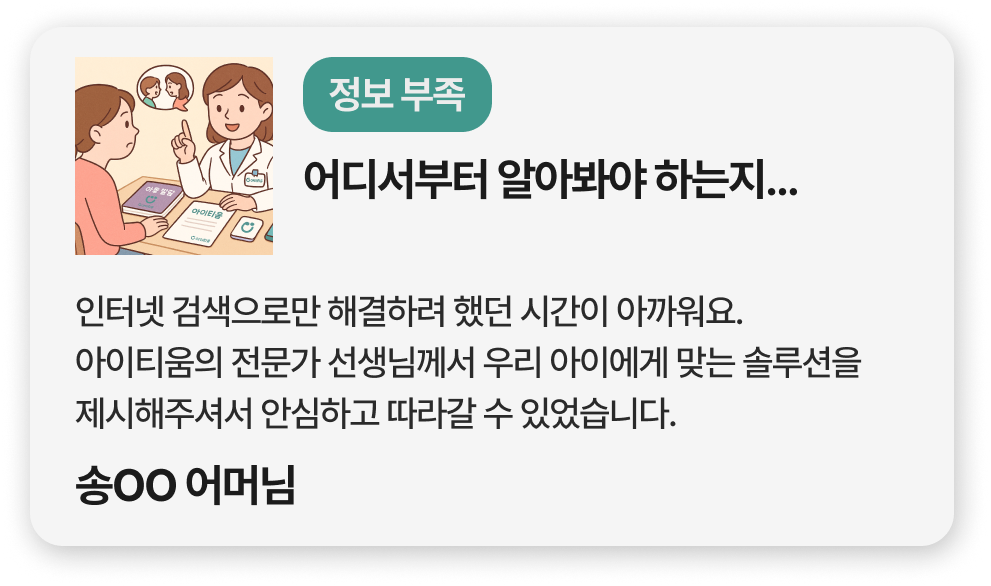 정보 부족
어디서부터 알아봐야 하는지...
아이티움
인터넷 검색으로만 해결하려 했던 시간이 아까워요.
아이티움의 전문가 선생님께서 우리 아이에게 맞는 솔루션을
제시해주셔서 안심하고 따라갈 수 있었습니다.
송OO 어머님